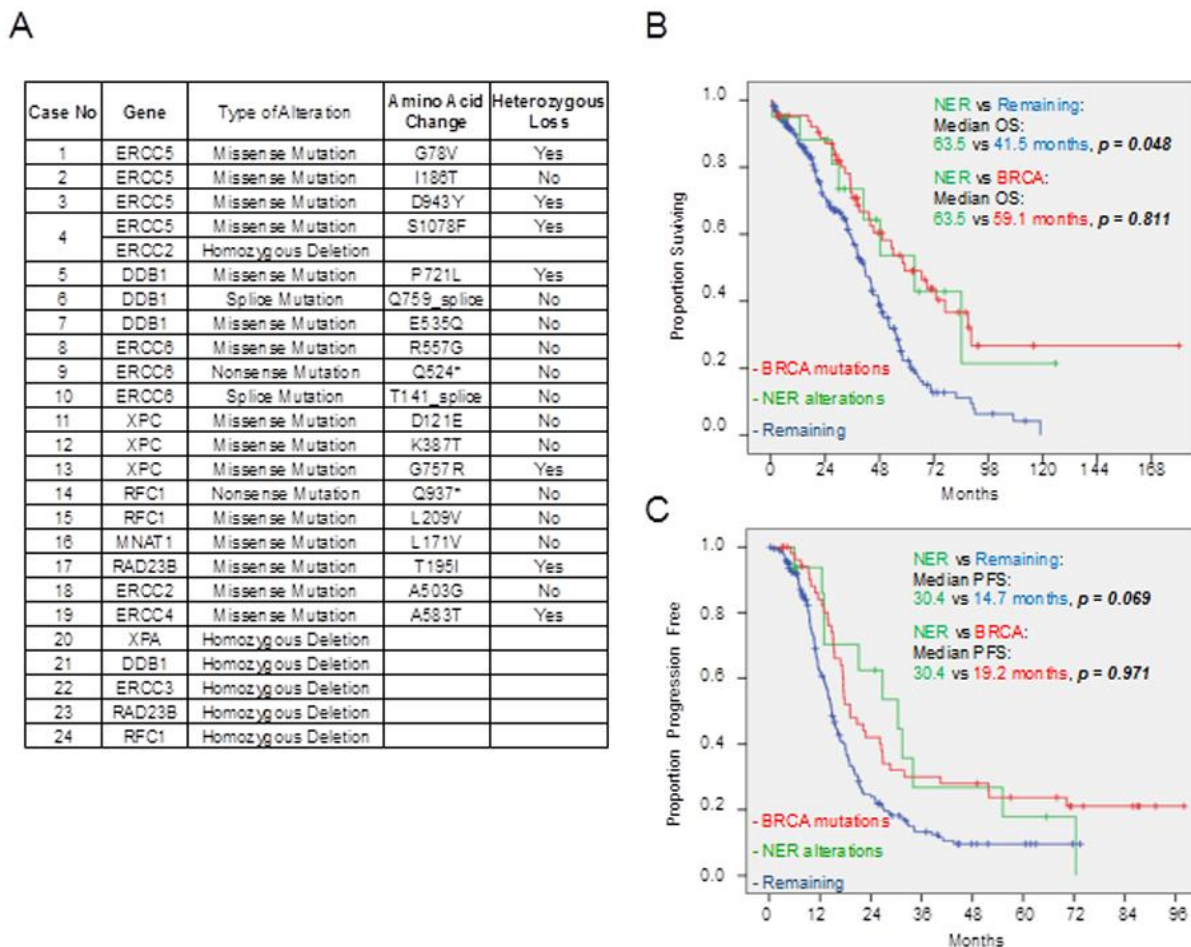 A
Case No Gene Type of Alteration Amino Acid Change Heterozygous Loss
1 ERCC5 Missense Mutation G78V Yes
2 ERCC5 Missense Mutation I186T No
3 ERCC5 Missense Mutation D943Y Yes
4 ERCC5 Missense Mutation S1078F Yes
ERCC2 Homozygous Deletion
5 DDB1 Missense Mutation P721L Yes
6 DDB1 Splice Mutation Q759_splice No
7 DDB1 Missense Mutation E535Q No
8 ERCC6 Missense Mutation R557G No
9 ERCC6 Nonsense Mutation Q524* No
10 ERCC6 Splice Mutation T141_splice No
11 XPC Missense Mutation D121E No
12 XPC Missense Mutation K387T No
13 XPC Missense Mutation G757R Yes
14 RFC1 Nonsense Mutation Q937* No
15 RFC1 Missense Mutation L209V No
16 MNAT1 Missense Mutation L171V No
17 RAD23B Missense Mutation T195I Yes
18 ERCC2 Missense Mutation A503G No
19 ERCC4 Missense Mutation A583T Yes
20 XPA Homozygous Deletion
21 DDB1 Homozygous Deletion
22 ERCC3 Homozygous Deletion
23 RAD23B Homozygous Deletion
24 RFC1 Homozygous Deletion
B
Proportion Suviving
1.0
0.8
0.6
0.4
0.2
0.0
NER vs Remaining:
Median OS:
63.5 vs 41.5 months, p = 0.048
NER vs BRCA:
Median OS:
63.5 vs 59.1 months, p = 0.811
- BRCA mutations
- NER alterations
- Remaining
0 24 48 72 98 120 144 168
Months
C
Proportion Progression Free
1.0
0.8
0.6
0.4
0.2
0.0
NER vs Remaining:
Median PFS:
30.4 vs 14.7 months, p = 0.069
NER vs BRCA:
Median PFS:
30.4 vs 19.2 months, p = 0.971
- BRCA mutations
- NER alterations
- Remaining
0 12 24 36 48 60 72 84 96
Months